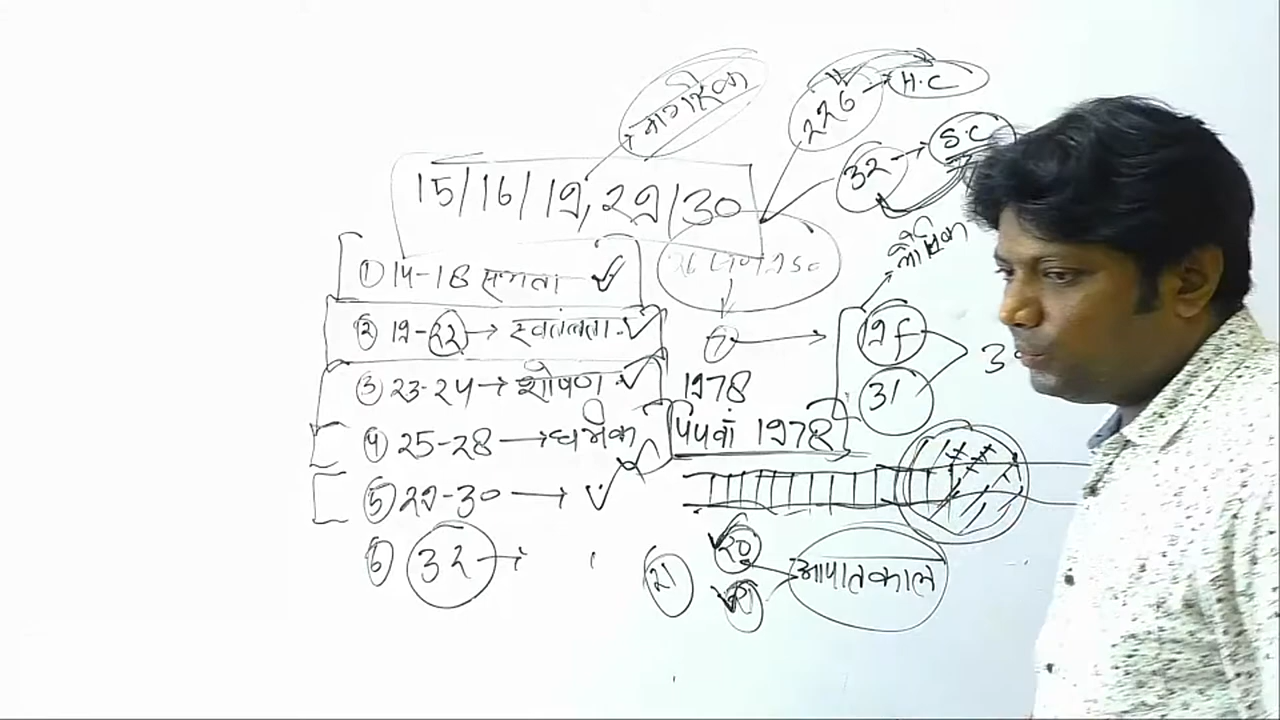 नागरिक
226 → H.C
32 → S.C
15/16/19, 29/30
लौकिक
① 14-18 समता ✓
② 19-22 → स्वतंत्रता ✓
7 →
19f
③ 23-24 → शोषण ✓
1978
31
④ 25-28 → धार्मिक
1978
⑤ 29-30 → ✓
⑥ 32 →
20
21
आपातकाल